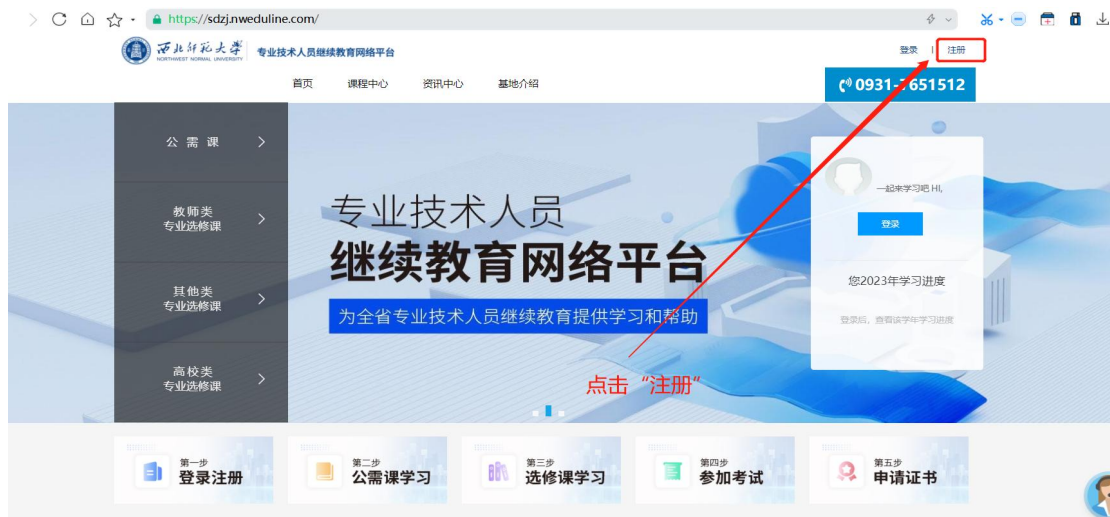 https://sdzj.nweduline.com/
西北师范大学
NORTHWEST NORMAL UNIVERSITY
专业技术人员继续教育网络平台
登录 | 注册
首页 课程中心 资讯中心 基地介绍
0931-7651512
公需课
教师类
专业选修课
其他类
专业选修课
高校类
专业选修课
专业技术人员
继续教育网络平台
为全省专业技术人员继续教育提供学习和帮助
一起来学习吧 HI,
登录
您2023年学习进度
登录后，查看该学年学习进度
点击“注册”
第一步
登录注册
第二步
公需课学习
第三步
选修课学习
第四步
参加考试
第五步
申请证书